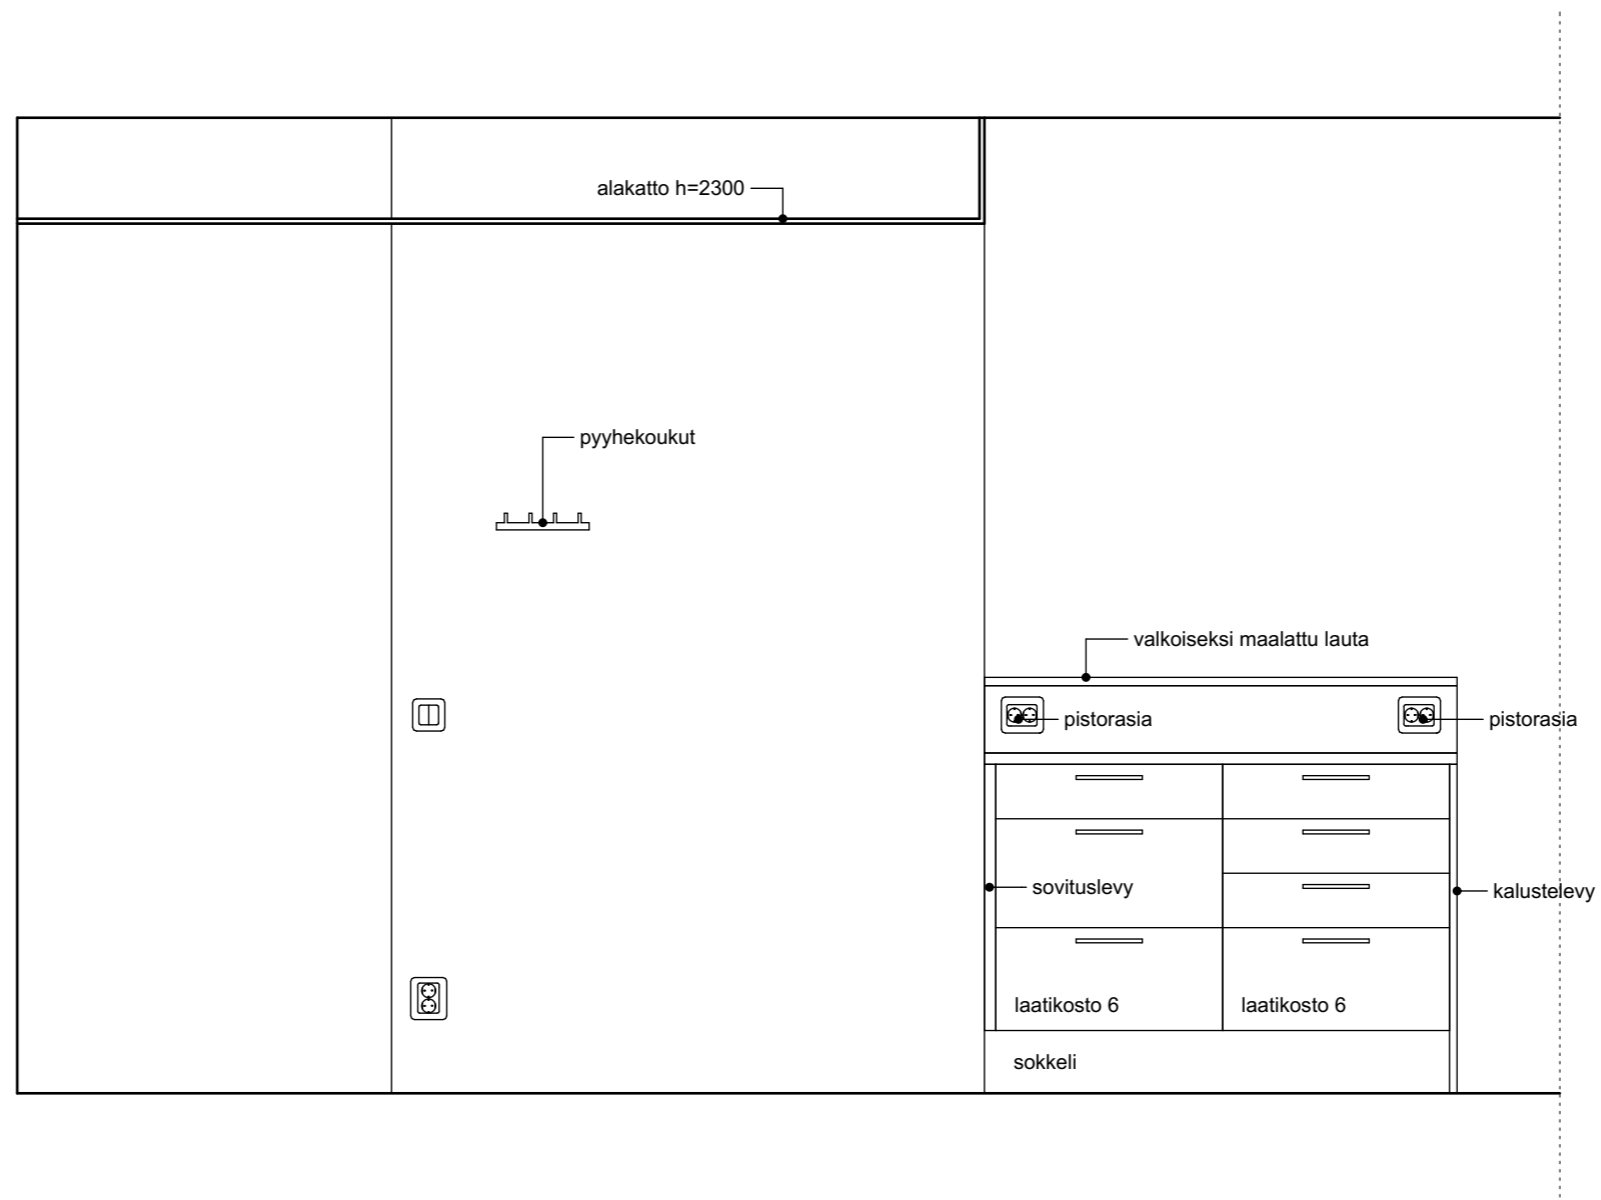 alakatto h=2300
pyyhekoukut
valkoiseksi maalattu lauta
pistorasia
pistorasia
sovituslevy
kalustelevy
laatikosto 6
laatikosto 6
sokkeli